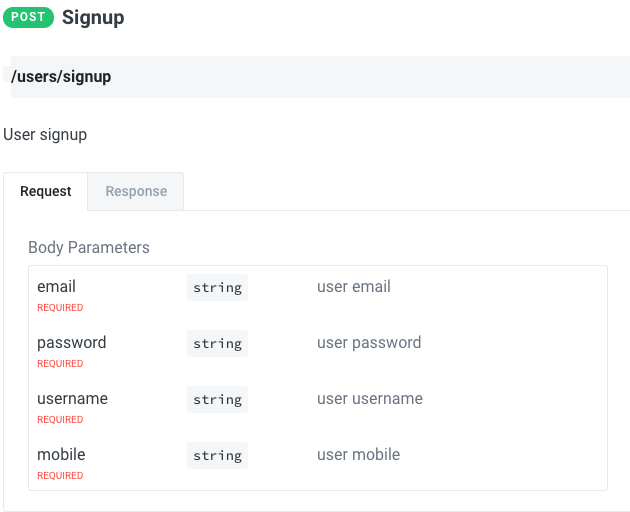 POST Signup
/users/signup
User signup
Request Response
Body Parameters
email string user email
REQUIRED
password string user password
REQUIRED
username string user username
REQUIRED
mobile string user mobile
REQUIRED